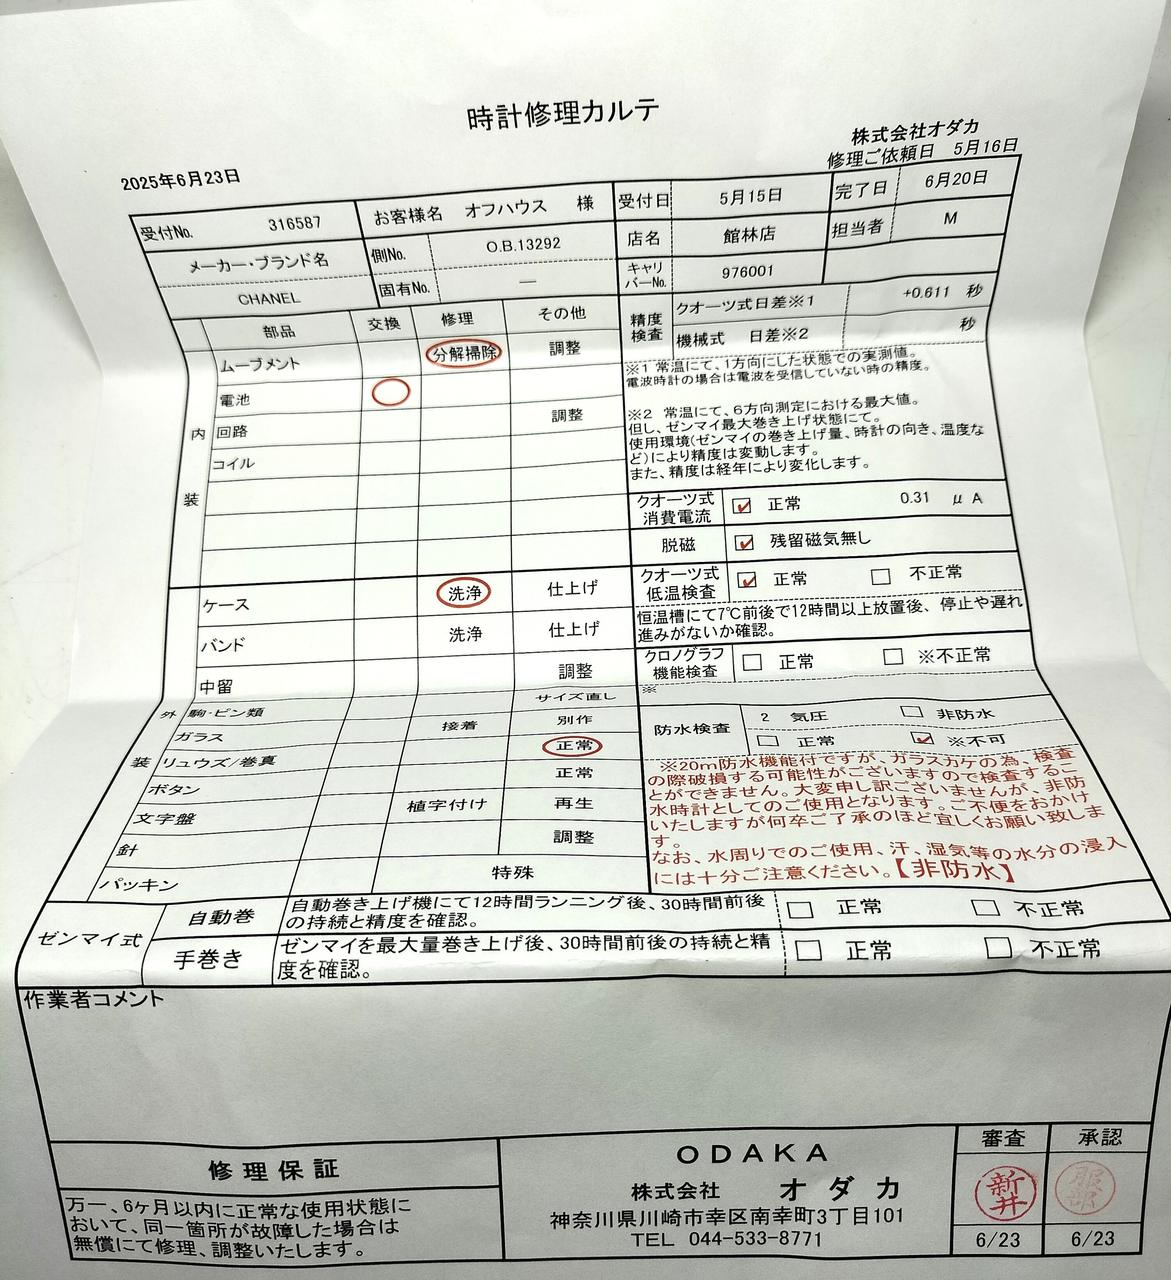 時計修理カルテ
株式会社オダカ
2025年6月23日
修理ご依頼日 5月16日
受付No. 316587 お客様名 オフハウス 様 受付日 5月15日 完了日 6月20日
メーカー・ブランド名 側No. O.B.13292 店名 館林店 担当者 M
CHANEL 固有No. — キャリバーNo. 976001
部品 交換 修理 その他
内装
ムーブメント 分解掃除 調整
電池
回路 調整
コイル
外装
ケース 洗浄 仕上げ
バンド 洗浄 仕上げ
中留 調整
駒・ピン類 サイズ直し
ガラス 接着 別作
リュウズ/巻真 正常
ボタン 正常
文字盤 植字付け 再生
針 調整
パッキン 特殊
精度検査
クオーツ式日差※1 +0.611 秒
機械式 日差※2 秒
※1 常温にて、1方向にした状態での実測値。
電波時計の場合は電波を受信していない時の精度。
※2 常温にて、6方向測定における最大値。
但し、ゼンマイ最大巻き上げ状態にて。
使用環境(ゼンマイの巻き上げ量、時計の向き、温度な
ど)により精度は変動します。
また、精度は経年により変化します。
クオーツ式消費電流 ☑ 正常 0.31 μA
脱磁 ☑ 残留磁気無し
クオーツ式低温検査 ☑ 正常 □ 不正常
恒温槽にて7℃前後で12時間以上放置後、停止や遅れ
進みがないか確認。
クロノグラフ機能検査 □ 正常 □ ※不正常
※
防水検査 2 気圧 □ 非防水
□ 正常 ☑ ※不可
※20m防水機能付ですが、ガラスカケの為、検査
の際破損する可能性がございますので検査するこ
とができません。大変申し訳ございませんが、非防
水時計としてのご使用となります。ご不便をおかけ
いたしますが何卒ご了承のほど宜しくお願い致しま
す。
なお、水周りでのご使用、汗、湿気等の水分の浸入
には十分ご注意ください。【非防水】
ゼンマイ式
自動巻 自動巻き上げ機にて12時間ランニング後、30時間前後
の持続と精度を確認。 □ 正常 □ 不正常
手巻き ゼンマイを最大量巻き上げ後、30時間前後の持続と精
度を確認。 □ 正常 □ 不正常
作業者コメント
修理保証
万一、6ヶ月以内に正常な使用状態に
おいて、同一箇所が故障した場合は
無償にて修理、調整いたします。
ODAKA
株式会社 オダカ
神奈川県川崎市幸区南幸町3丁目101
TEL 044-533-8771
審査 承認
新井 服部
6/23 6/23